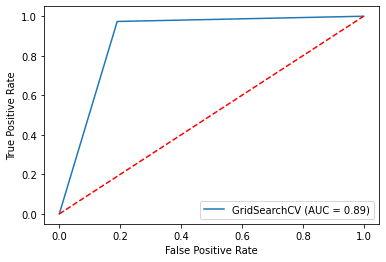 True Positive Rate
1.0
0.8
0.6
0.4
0.2
0.0
GridSearchCV (AUC = 0.89)
0.0 0.2 0.4 0.6 0.8 1.0
False Positive Rate